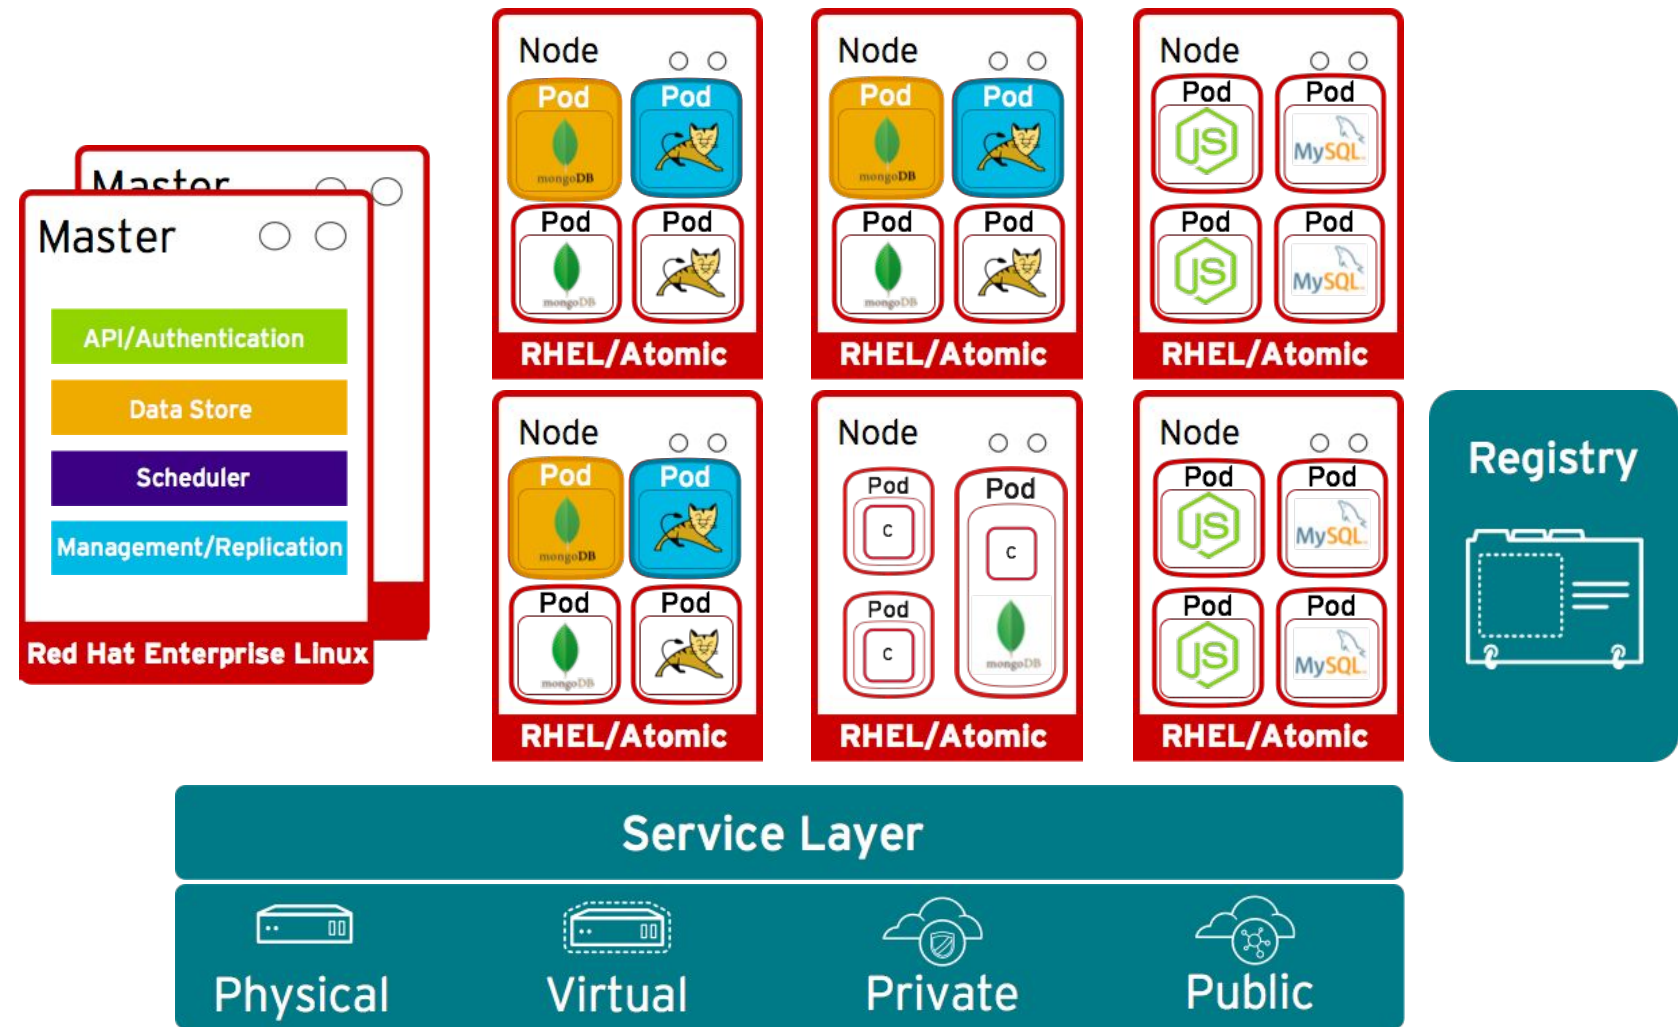 Master
Master
API/Authentication
Data Store
Scheduler
Management/Replication
Red Hat Enterprise Linux
Node
Pod
mongoDB
Pod
Pod
mongoDB
Pod
RHEL/Atomic
Node
Pod
mongoDB
Pod
Pod
mongoDB
Pod
RHEL/Atomic
Node
Pod
JS
Pod
MySQL
Pod
JS
Pod
MySQL
RHEL/Atomic
Node
Pod
mongoDB
Pod
Pod
mongoDB
Pod
RHEL/Atomic
Node
Pod
C
Pod
C
Pod
C
mongoDB
RHEL/Atomic
Node
Pod
JS
Pod
MySQL
Pod
JS
Pod
MySQL
RHEL/Atomic
Registry
Service Layer
Physical
Virtual
Private
Public